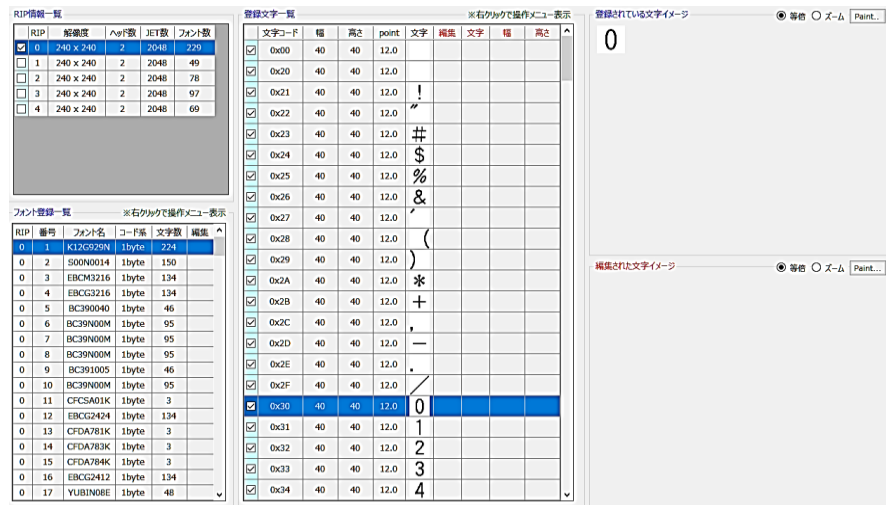 RIP情報一覧
RIP 解像度 ヘッド数 JET数 フォント数
0 240 x 240 2 2048 229
1 240 x 240 2 2048 49
2 240 x 240 2 2048 78
3 240 x 240 2 2048 97
4 240 x 240 2 2048 69
フォント登録一覧 ※右クリックで操作メニュー表示
RIP 番号 フォント名 コード系 文字数 編集
0 1 K12G929N 1byte 224
0 2 S00N0014 1byte 150
0 3 EBCM3216 1byte 134
0 4 EBCG3216 1byte 134
0 5 BC390040 1byte 46
0 6 BC39N00M 1byte 95
0 7 BC39N00M 1byte 95
0 8 BC39N00M 1byte 95
0 9 BC391005 1byte 46
0 10 BC39N00M 1byte 95
0 11 CFCSA01K 1byte 3
0 12 EBCG2424 1byte 134
0 13 CFDA781K 1byte 3
0 14 CFDA783K 1byte 3
0 15 CFDA784K 1byte 3
0 16 EBCG2412 1byte 134
0 17 YUBIN08E 1byte 48
登録文字一覧 ※右クリックで操作メニュー表示
文字コード 幅 高さ point 文字 編集 文字 幅 高さ
0x00 40 40 12.0
0x20 40 40 12.0
0x21 40 40 12.0 !
0x22 40 40 12.0 ″
0x23 40 40 12.0 #
0x24 40 40 12.0 $
0x25 40 40 12.0 %
0x26 40 40 12.0 &
0x27 40 40 12.0 ′
0x28 40 40 12.0 (
0x29 40 40 12.0 )
0x2A 40 40 12.0 *
0x2B 40 40 12.0 +
0x2C 40 40 12.0 ,
0x2D 40 40 12.0 −
0x2E 40 40 12.0 .
0x2F 40 40 12.0 /
0x30 40 40 12.0 0
0x31 40 40 12.0 1
0x32 40 40 12.0 2
0x33 40 40 12.0 3
0x34 40 40 12.0 4
登録されている文字イメージ 等倍 ズーム Paint...
0
編集された文字イメージ 等倍 ズーム Paint...